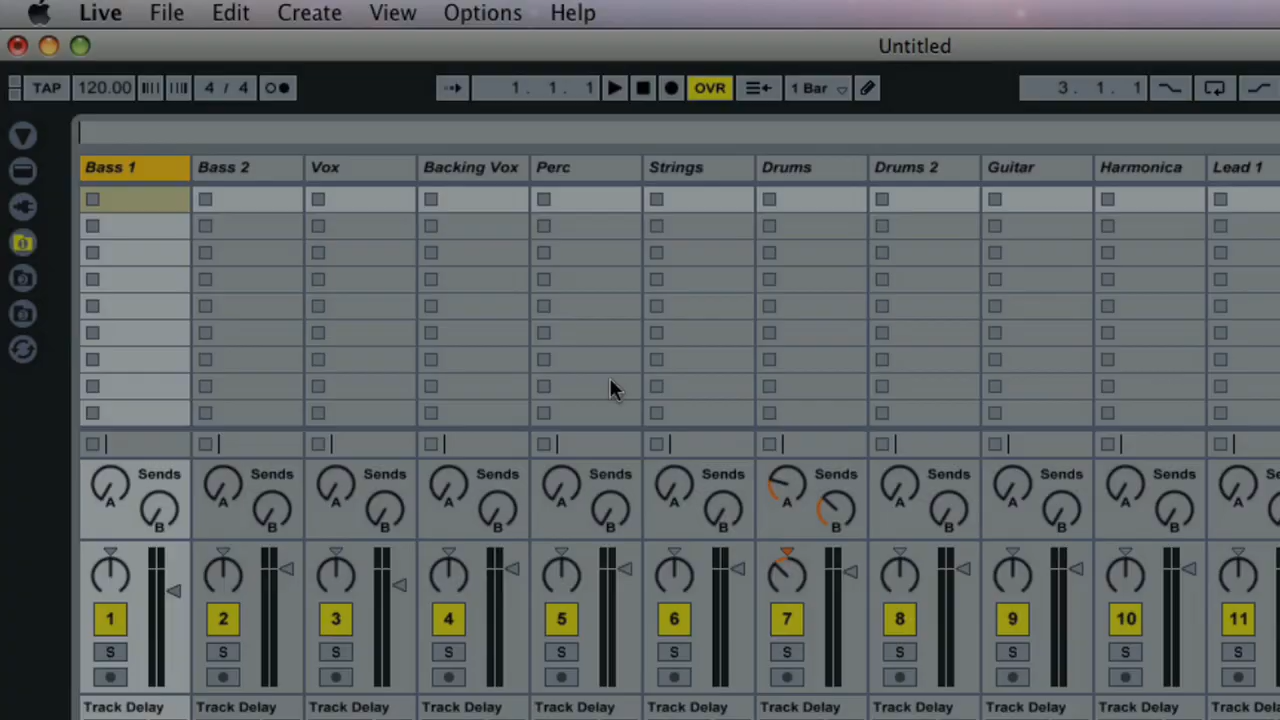 Live File Edit Create View Options Help
Untitled
TAP 120.00 4 / 4 1. 1. 1 OVR 1 Bar 3. 1. 1
Bass 1 Bass 2 Vox Backing Vox Perc Strings Drums Drums 2 Guitar Harmonica Lead 1
Sends Sends Sends Sends Sends Sends Sends Sends Sends Sends
A A A A A A A A A A A
B B B B B B B B B B
1 2 3 4 5 6 7 8 9 10 11
S S S S S S S S S S S
Track Delay Track Delay Track Delay Track Delay Track Delay Track Delay Track Delay Track Delay Track Delay Track Delay Track Delay